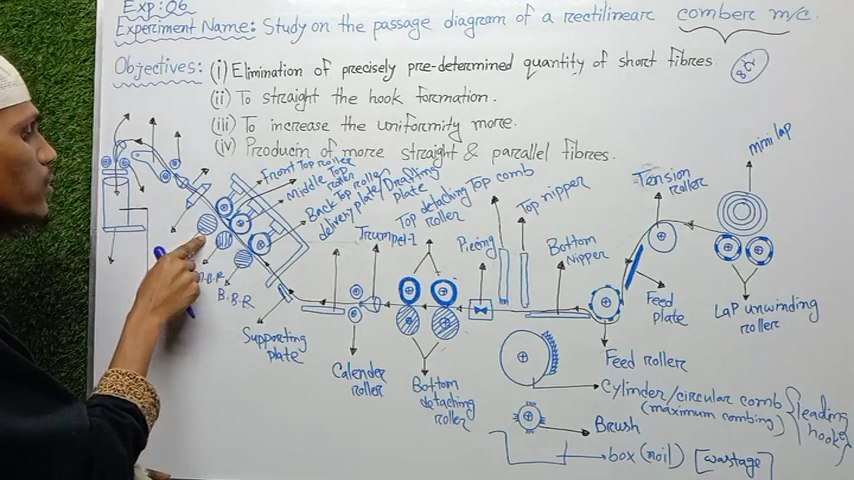 Exp: 06
Experiment Name: Study on the passage diagram of a rectilinear comber m/c.
Objectives: (i) Elimination of precisely pre-determined quantity of short fibres.
(ii) To straight the hook formation.
(iii) To increase the uniformity more.
(iv) Producin of more straight & parallel fibres.
Front Top roller
Middle Top roller
Back Top roller
delivery plate/Drafting plate
Trumpet-1
Top detaching roller
Top comb
Piecing
Top nipper
Bottom Nipper
Tension roller
mini lap
B.R
B.B.R
Supporting plate
Calender roller
Bottom detaching roller
Feed roller
Feed plate
Lap unwinding roller
Cylinder/circular comb
(maximum combing)
leading hook
Brush
box (noil) [wastage]